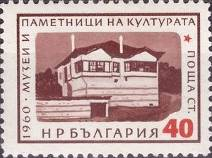 1960 · МУЗЕИ И
ПАМЕТНИЦИ НА КУЛТУРАТА
★ ПОЩА СТ.
НР БЪЛГАРИЯ 40